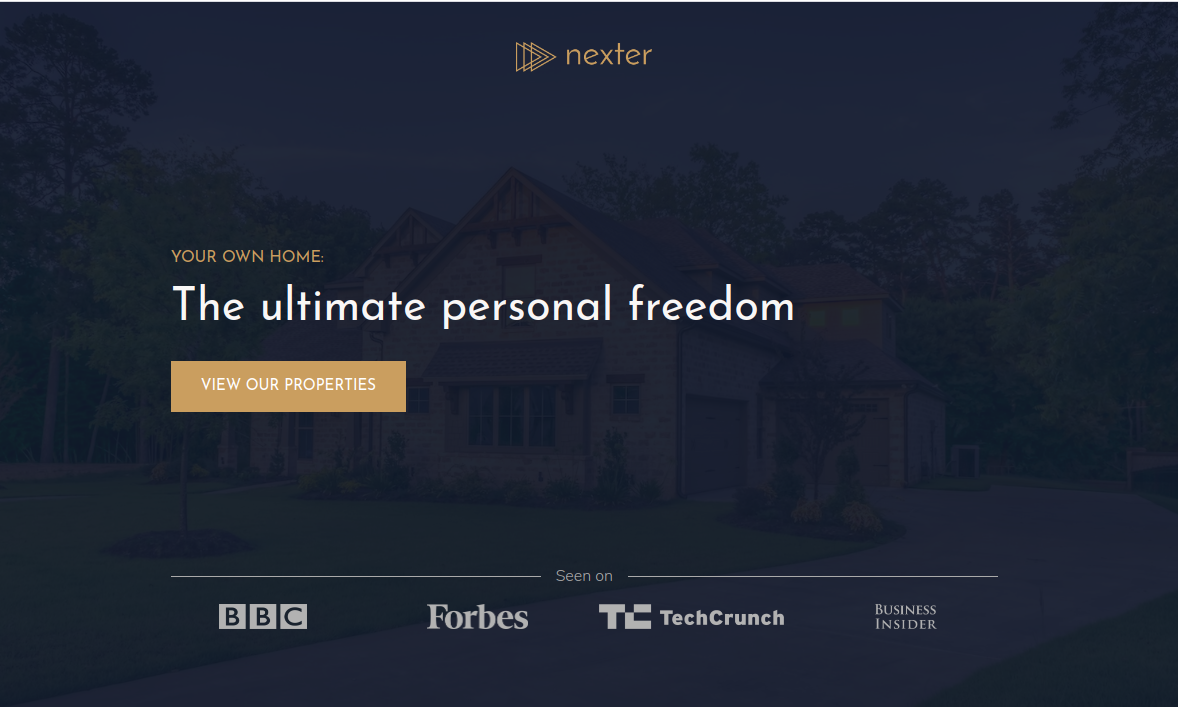 nexter
YOUR OWN HOME:
The ultimate personal freedom
VIEW OUR PROPERTIES
Seen on
BBC
Forbes
TC TechCrunch
BUSINESS
INSIDER